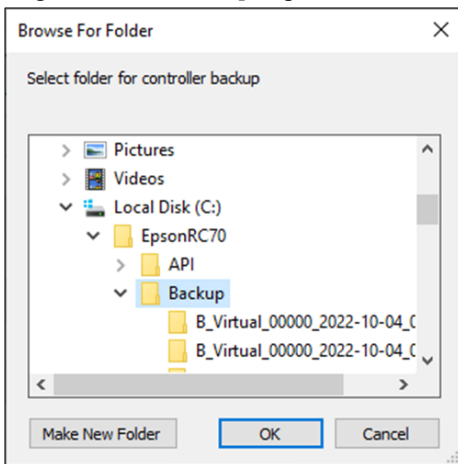 Browse For Folder
Select folder for controller backup
Pictures
Videos
Local Disk (C:)
EpsonRC70
API
Backup
B_Virtual_00000_2022-10-04_
B_Virtual_00000_2022-10-04_
Make New Folder OK Cancel